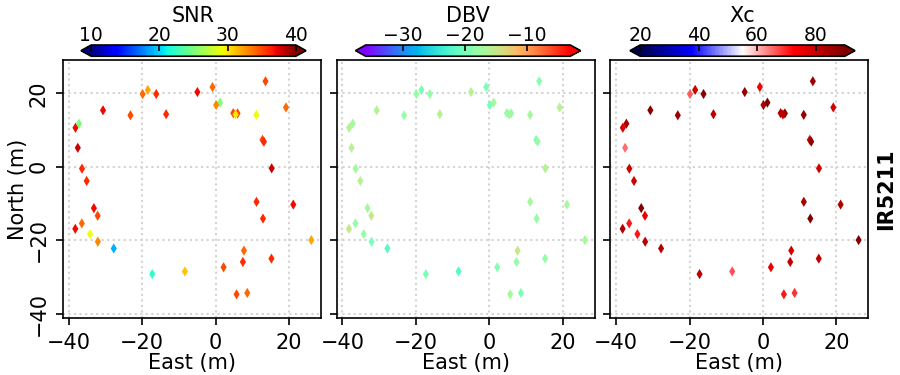 SNR DBV Xc
10 20 30 40 −30 −20 −10 20 40 60 80
20
0
−20
−40
North (m)
IR5211
−40 −20 0 20 −40 −20 0 20 −40 −20 0 20
East (m) East (m) East (m)